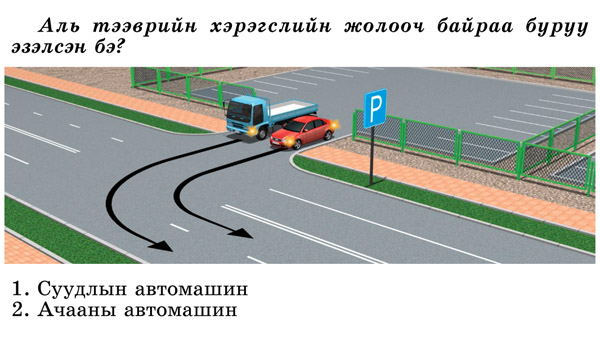 Аль тээврийн хэрэгслийн жолооч байраа буруу
эзэлсэн бэ?
P
1. Суудлын автомашин
2. Ачааны автомашин